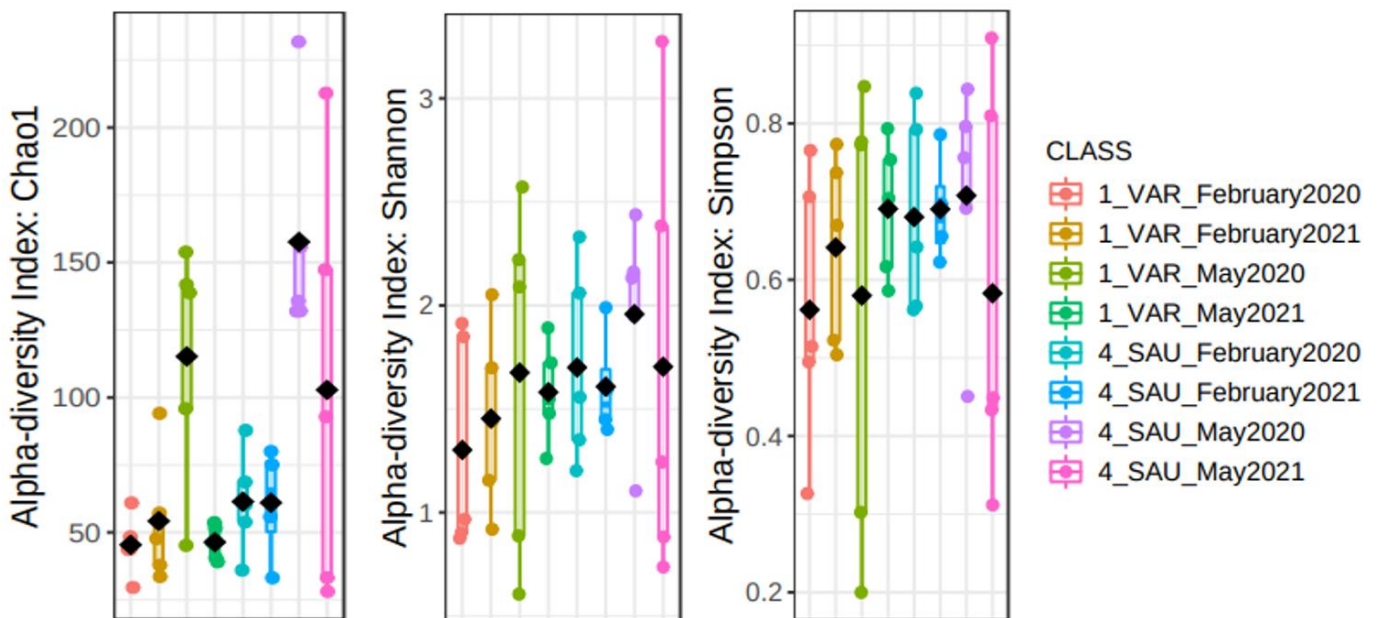 Alpha-diversity Index: Chao1
200
150
100
50
Alpha-diversity Index: Shannon
3
2
1
Alpha-diversity Index: Simpson
0.8
0.6
0.4
0.2
CLASS
1_VAR_February2020
1_VAR_February2021
1_VAR_May2020
1_VAR_May2021
4_SAU_February2020
4_SAU_February2021
4_SAU_May2020
4_SAU_May2021